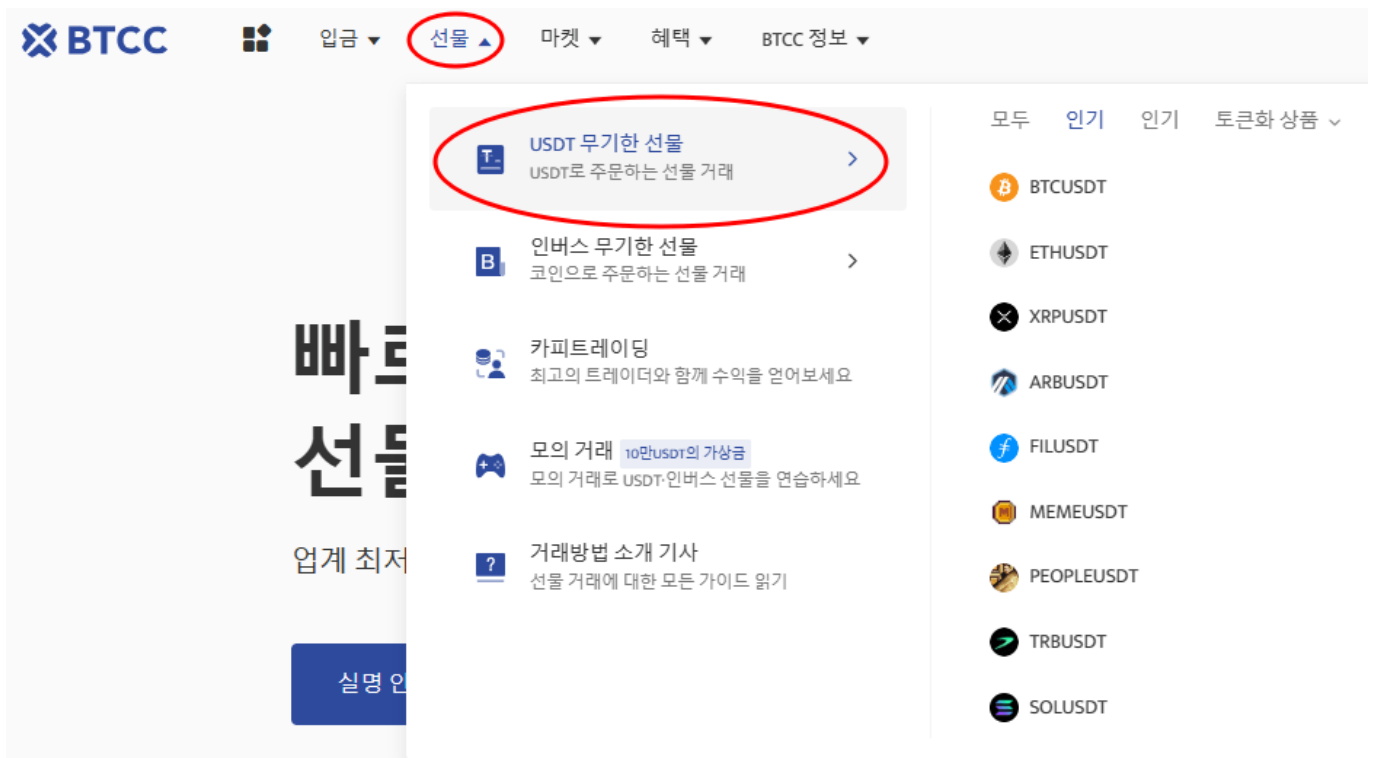 BTCC
입금 ▼
선물 ▲
마켓 ▼
혜택 ▼
BTCC 정보 ▼
USDT 무기한 선물
USDT로 주문하는 선물 거래
인버스 무기한 선물
코인으로 주문하는 선물 거래
카피트레이딩
최고의 트레이더와 함께 수익을 얻어보세요
모의 거래 10만USDT의 가상금
모의 거래로 USDT·인버스 선물을 연습하세요
거래방법 소개 기사
선물 거래에 대한 모든 가이드 읽기
모두 인기 인기 토큰화 상품
BTCUSDT
ETHUSDT
XRPUSDT
ARBUSDT
FILUSDT
MEMEUSDT
PEOPLEUSDT
TRBUSDT
SOLUSDT
업계 최저
실명